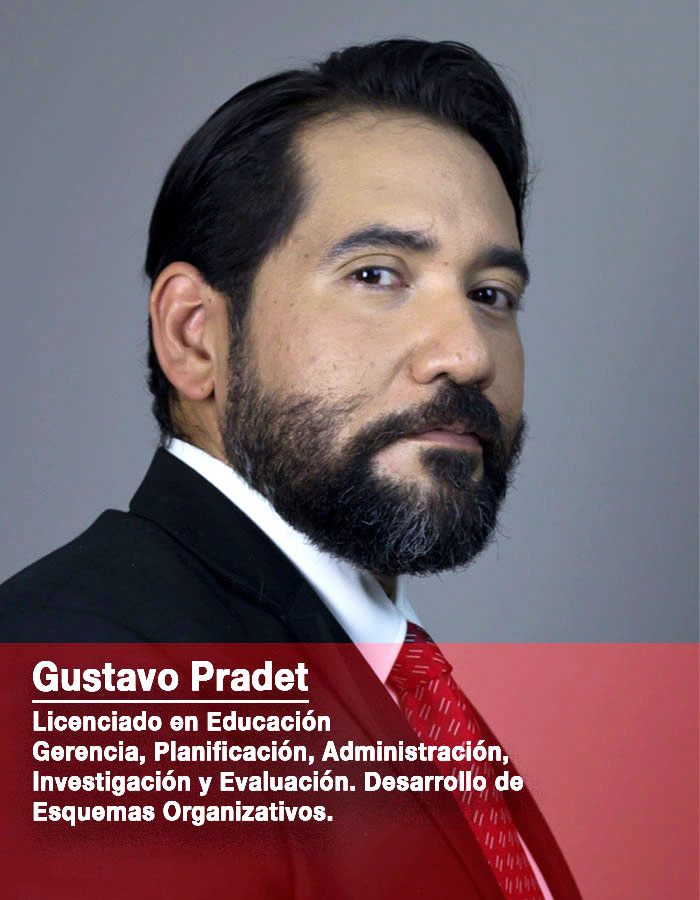 Gustavo Pradet
Licenciado en Educación
Gerencia, Planificación, Administración,
Investigación y Evaluación. Desarrollo de
Esquemas Organizativos.